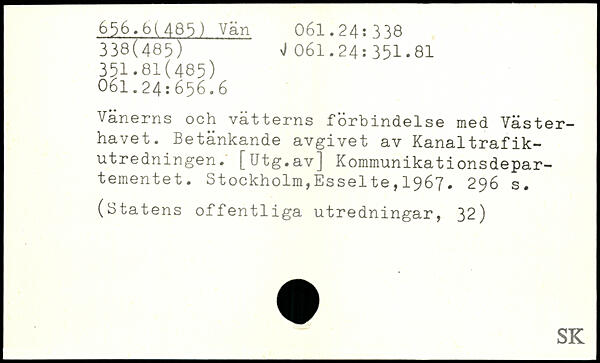 656.6(485) Vän 061.24:338
338(485) √ 061.24:351.81
351.81(485)
061.24:656.6
Vänerns och vätterns förbindelse med Väster-
havet. Betänkande avgivet av Kanaltrafik-
utredningen. [Utg.av] Kommunikationsdepar-
tementet. Stockholm,Esselte,1967. 296 s.
(Statens offentliga utredningar, 32)
SK